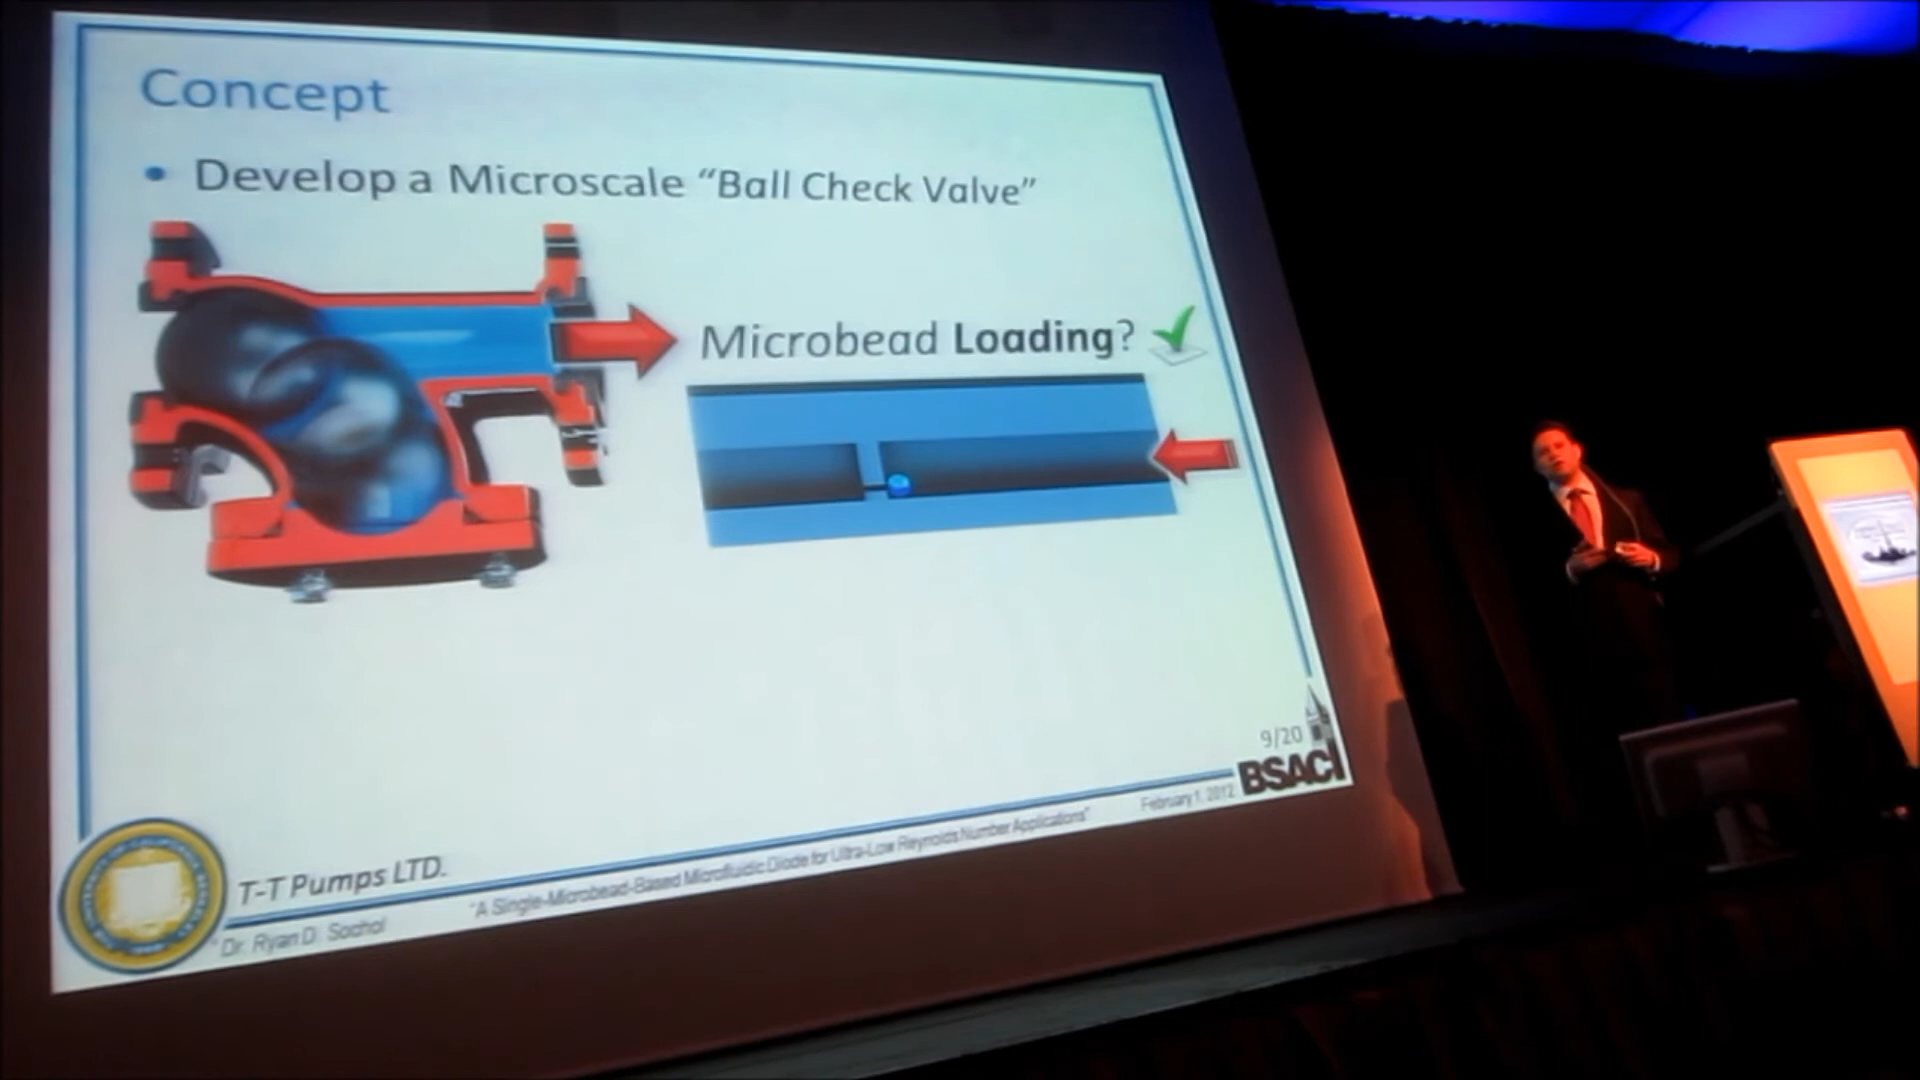 Concept
• Develop a Microscale “Ball Check Valve”
Microbead Loading?
9/20
BSAC
T-T Pumps LTD.
February 1, 2012
Dr. Ryan D. Sochol
"A Single-Microbead-Based Microfluidic Diode for Ultra-Low Reynolds Number Applications"